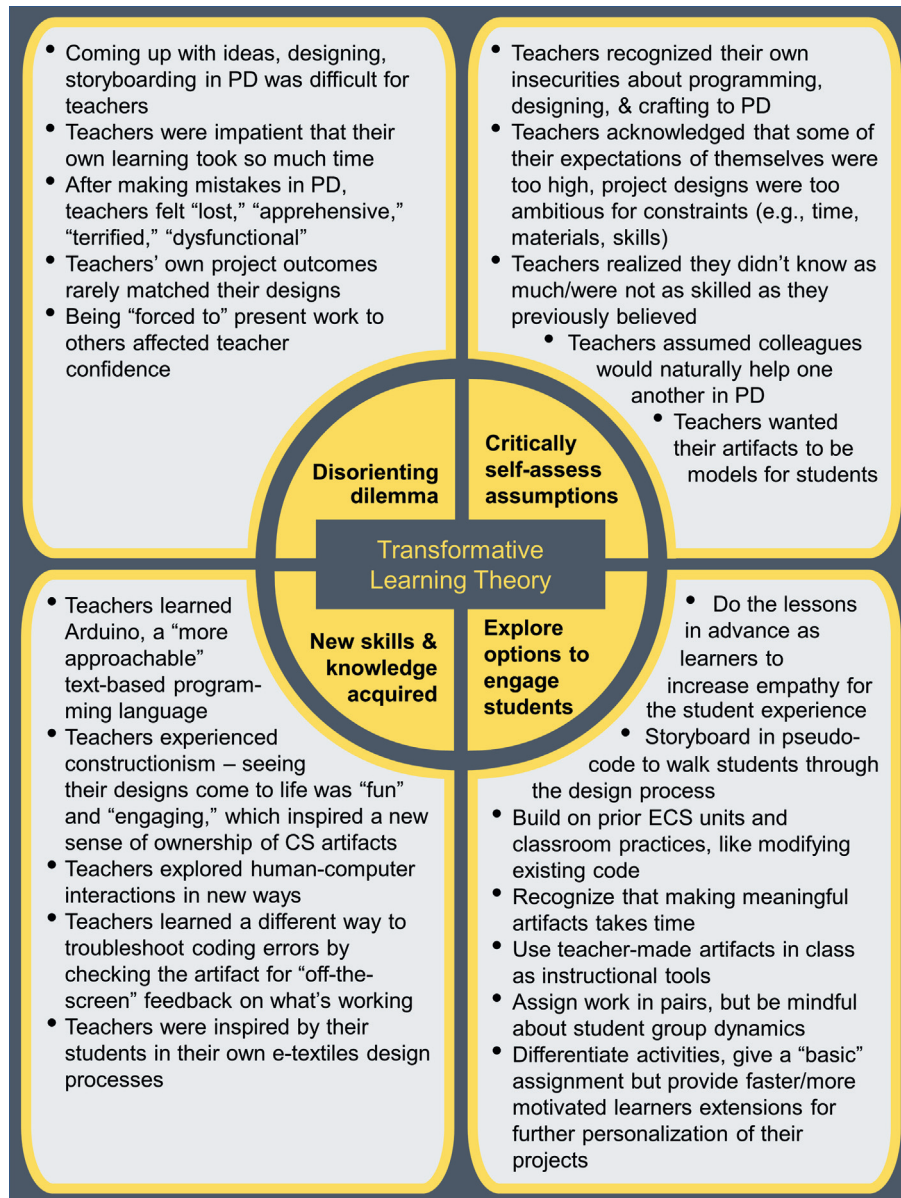 • Coming up with ideas, designing,
storyboarding in PD was difficult for
teachers
• Teachers were impatient that their
own learning took so much time
• After making mistakes in PD,
teachers felt “lost,” “apprehensive,”
“terrified,” “dysfunctional”
• Teachers’ own project outcomes
rarely matched their designs
• Being “forced to” present work to
others affected teacher
confidence
• Teachers recognized their own
insecurities about programming,
designing, & crafting to PD
• Teachers acknowledged that some of
their expectations of themselves were
too high, project designs were too
ambitious for constraints (e.g., time,
materials, skills)
• Teachers realized they didn’t know as
much/were not as skilled as they
previously believed
• Teachers assumed colleagues
would naturally help one
another in PD
• Teachers wanted
their artifacts to be
models for students
Disorienting
dilemma
Critically
self-assess
assumptions
Transformative
Learning Theory
New skills &
knowledge
acquired
Explore
options to
engage
students
• Teachers learned
Arduino, a “more
approachable”
text-based program-
ming language
• Teachers experienced
constructionism – seeing
their designs come to life was “fun”
and “engaging,” which inspired a new
sense of ownership of CS artifacts
• Teachers explored human-computer
interactions in new ways
• Teachers learned a different way to
troubleshoot coding errors by
checking the artifact for “off-the-
screen” feedback on what’s working
• Teachers were inspired by their
students in their own e-textiles design
processes
• Do the lessons
in advance as
learners to
increase empathy for
the student experience
• Storyboard in pseudo-
code to walk students through
the design process
• Build on prior ECS units and
classroom practices, like modifying
existing code
• Recognize that making meaningful
artifacts takes time
• Use teacher-made artifacts in class
as instructional tools
• Assign work in pairs, but be mindful
about student group dynamics
• Differentiate activities, give a “basic”
assignment but provide faster/more
motivated learners extensions for
further personalization of their
projects